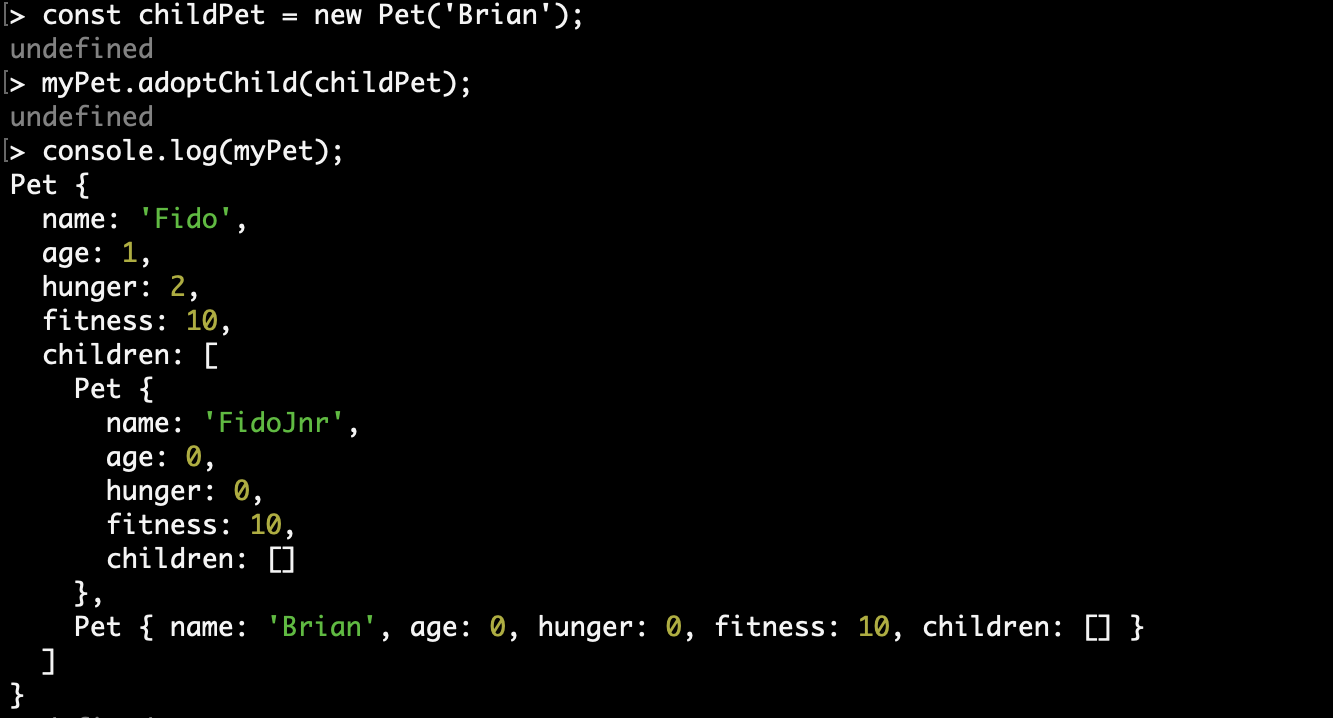 > const childPet = new Pet('Brian');
undefined
> myPet.adoptChild(childPet);
undefined
> console.log(myPet);
Pet {
  name: 'Fido',
  age: 1,
  hunger: 2,
  fitness: 10,
  children: [
    Pet {
      name: 'FidoJnr',
      age: 0,
      hunger: 0,
      fitness: 10,
      children: []
    },
    Pet { name: 'Brian', age: 0, hunger: 0, fitness: 10, children: [] }
  ]
}